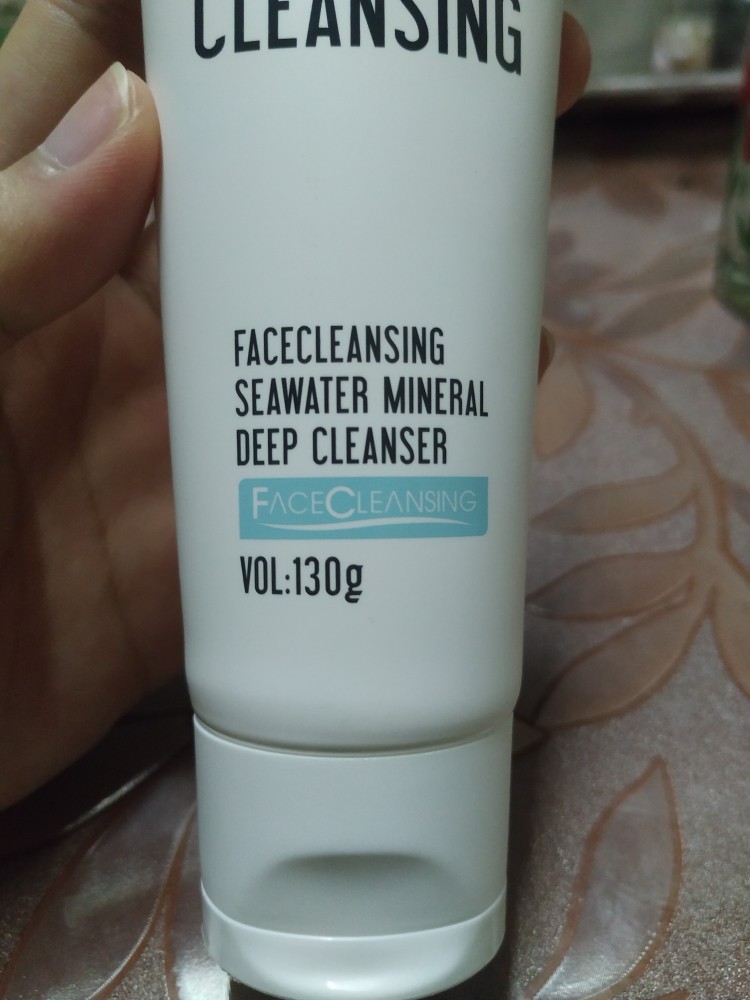 CLEANSING
FACECLEANSING
SEAWATER MINERAL
DEEP CLEANSER
FACECLEANSING
VOL:130g